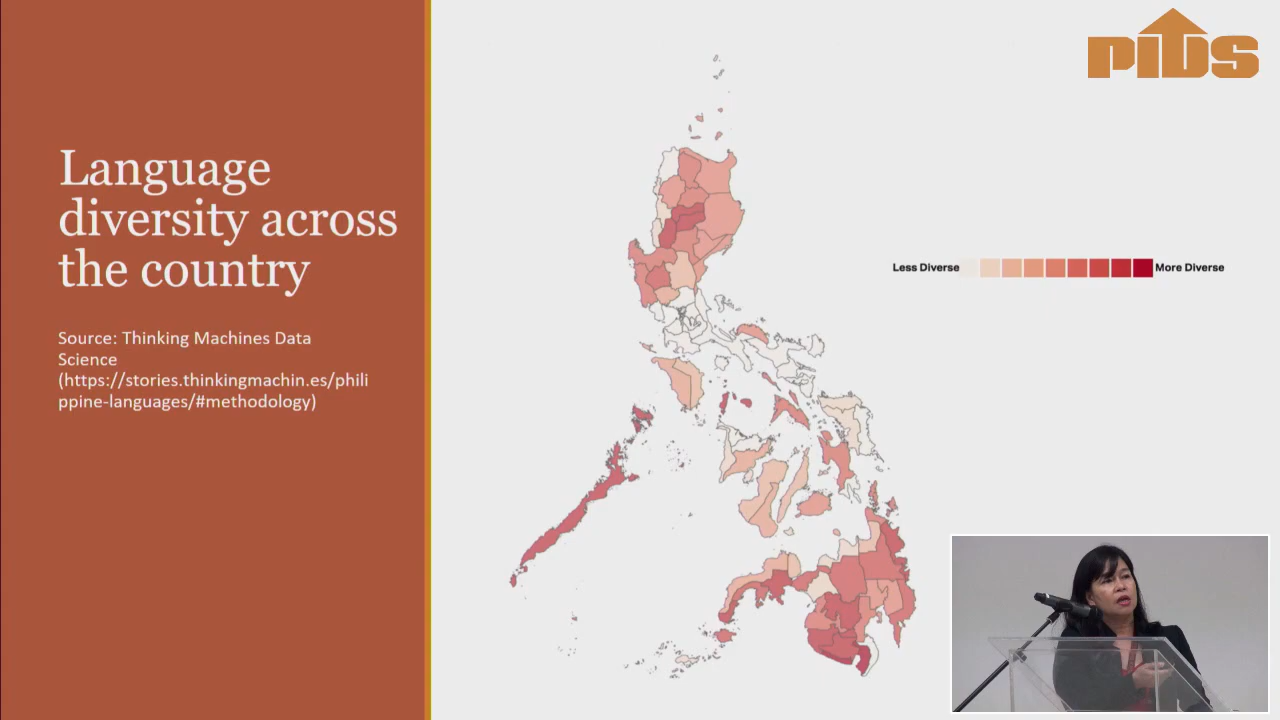 PIDS
Language
diversity across
the country
Less Diverse
More Diverse
Source: Thinking Machines Data
Science
(https://stories.thinkingmachin.es/phili
ppine-languages/#methodology)